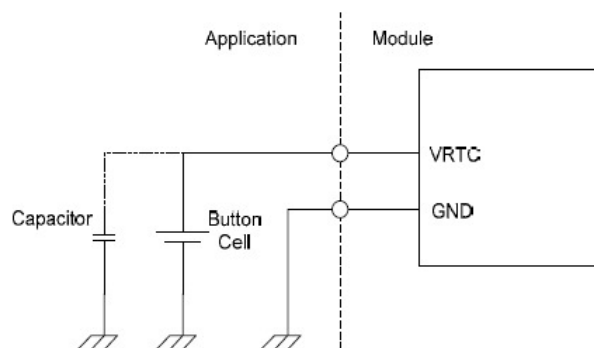 Application
Module
VRTC
Capacitor
Button
Cell
GND